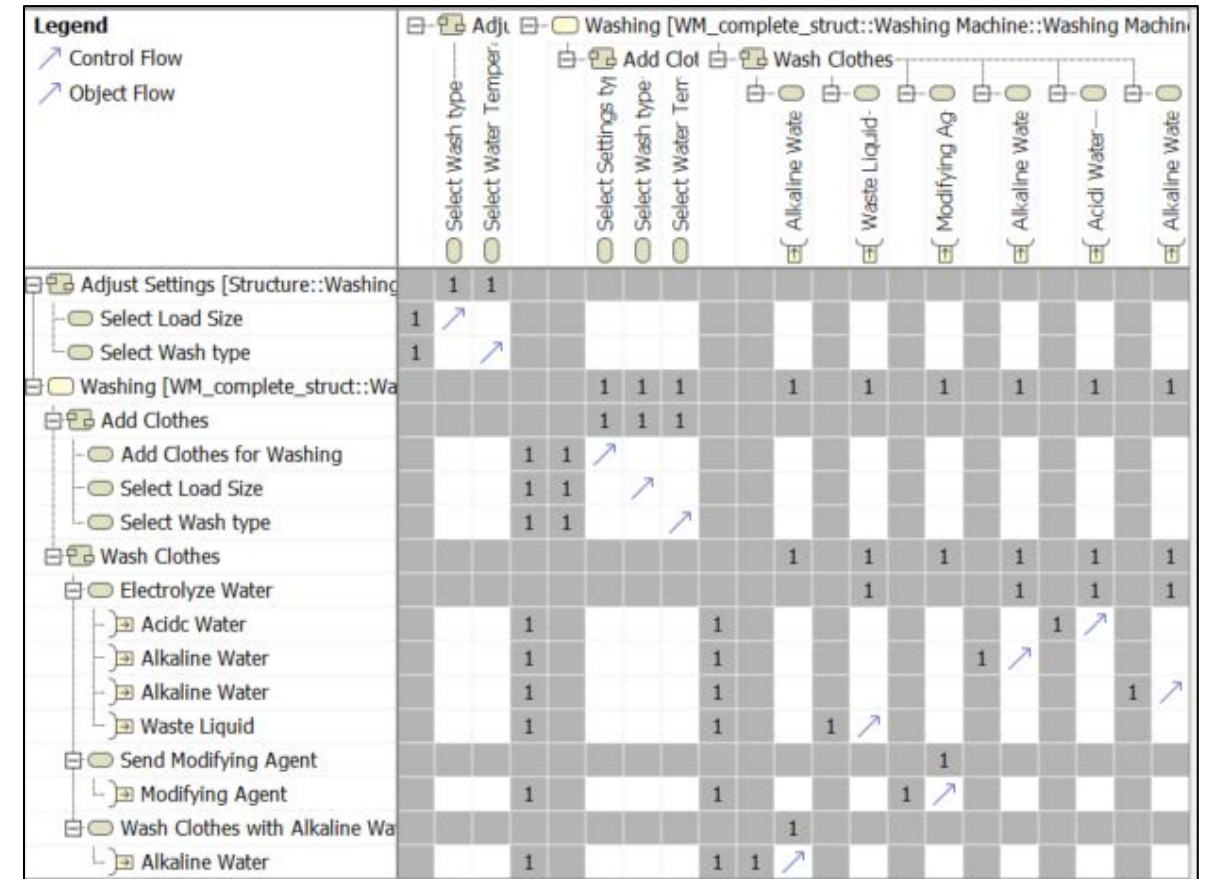 Legend
Control Flow
Object Flow
Adju
Washing [WM_complete_struct::Washing Machine::Washing Machin
Add Clot
Wash Clothes
Select Wash type
Select Water Temper
Select Settings ty
Select Wash type
Select Water Tem
Alkaline Wate
Waste Liquid
Modifying Ag
Alkaline Wate
Acidi Water
Alkaline Wate
Adjust Settings [Structure::Washing 1 1
Select Load Size 1
Select Wash type 1
Washing [WM_complete_struct::Wa 1 1 1 1 1 1 1 1 1
Add Clothes 1 1 1
Add Clothes for Washing 1 1
Select Load Size 1 1
Select Wash type 1 1
Wash Clothes 1 1 1 1 1 1
Electrolyze Water 1 1 1 1
Acidc Water 1 1 1
Alkaline Water 1 1 1
Alkaline Water 1 1 1
Waste Liquid 1 1 1
Send Modifying Agent 1
Modifying Agent 1 1 1
Wash Clothes with Alkaline Wa 1
Alkaline Water 1 1 1